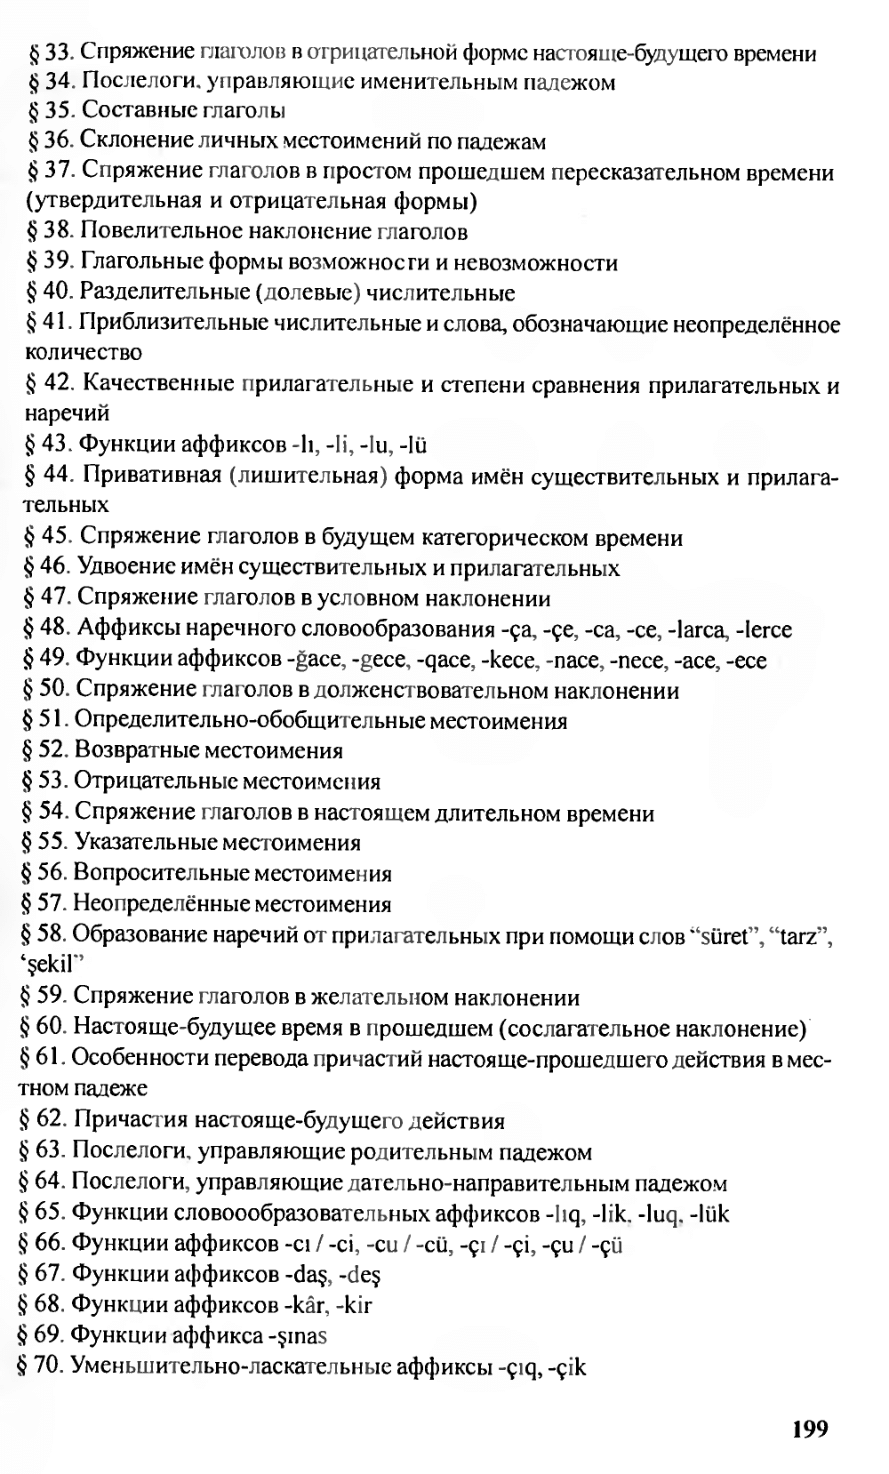 § 33. Спряжение глаголов в отрицательной форме настояще-будущего времени
§ 34. Послелоги, управляющие именительным падежом
§ 35. Составные глаголы
§ 36. Склонение личных местоимений по падежам
§ 37. Спряжение глаголов в простом прошедшем пересказательном времени
(утвердительная и отрицательная формы)
§ 38. Повелительное наклонение глаголов
§ 39. Глагольные формы возможности и невозможности
§ 40. Разделительные (долевые) числительные
§ 41. Приблизительные числительные и слова, обозначающие неопределённое
количество
§ 42. Качественные прилагательные и степени сравнения прилагательных и
наречий
§ 43. Функции аффиксов -lı, -li, -lu, -lü
§ 44. Привативная (лишительная) форма имён существительных и прилага-
тельных
§ 45. Спряжение глаголов в будущем категорическом времени
§ 46. Удвоение имён существительных и прилагательных
§ 47. Спряжение глаголов в условном наклонении
§ 48. Аффиксы наречного словообразования -ça, -çe, -ca, -ce, -larca, -lerce
§ 49. Функции аффиксов -ğace, -gece, -qace, -kece, -nace, -nece, -ace, -ece
§ 50. Спряжение глаголов в долженствовательном наклонении
§ 51. Определительно-обобщительные местоимения
§ 52. Возвратные местоимения
§ 53. Отрицательные местоимения
§ 54. Спряжение глаголов в настоящем длительном времени
§ 55. Указательные местоимения
§ 56. Вопросительные местоимения
§ 57. Неопределённые местоимения
§ 58. Образование наречий от прилагательных при помощи слов “süret”, “tarz”,
‘şekil”
§ 59. Спряжение глаголов в желательном наклонении
§ 60. Настояще-будущее время в прошедшем (сослагательное наклонение)
§ 61. Особенности перевода причастий настояще-прошедшего действия в мес-
тном падеже
§ 62. Причастия настояще-будущего действия
§ 63. Послелоги, управляющие родительным падежом
§ 64. Послелоги, управляющие дательно-направительным падежом
§ 65. Функции словоообразовательных аффиксов -lıq, -lik, -luq, -lük
§ 66. Функции аффиксов -cı / -ci, -cu / -cü, -çı / -çi, -çu / -çü
§ 67. Функции аффиксов -daş, -deş
§ 68. Функции аффиксов -kâr, -kir
§ 69. Функции аффикса -şınas
§ 70. Уменьшительно-ласкательные аффиксы -çıq, -çik
199